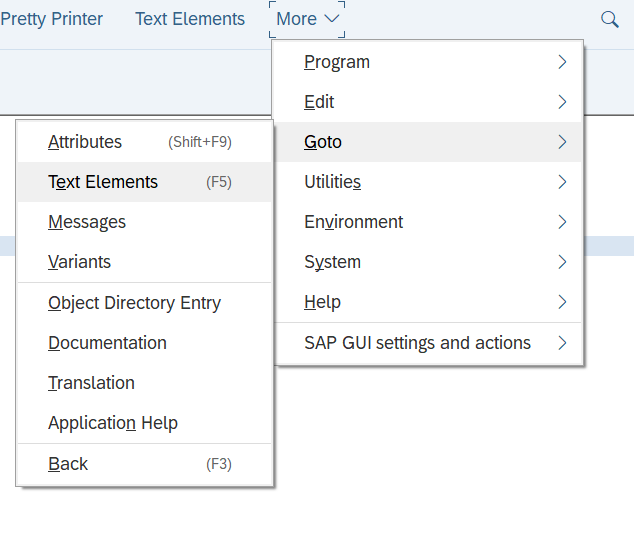 Pretty Printer
Text Elements
More
Program
Edit
Goto
Utilities
Environment
System
Help
SAP GUI settings and actions
Attributes (Shift+F9)
Text Elements (F5)
Messages
Variants
Object Directory Entry
Documentation
Translation
Application Help
Back (F3)